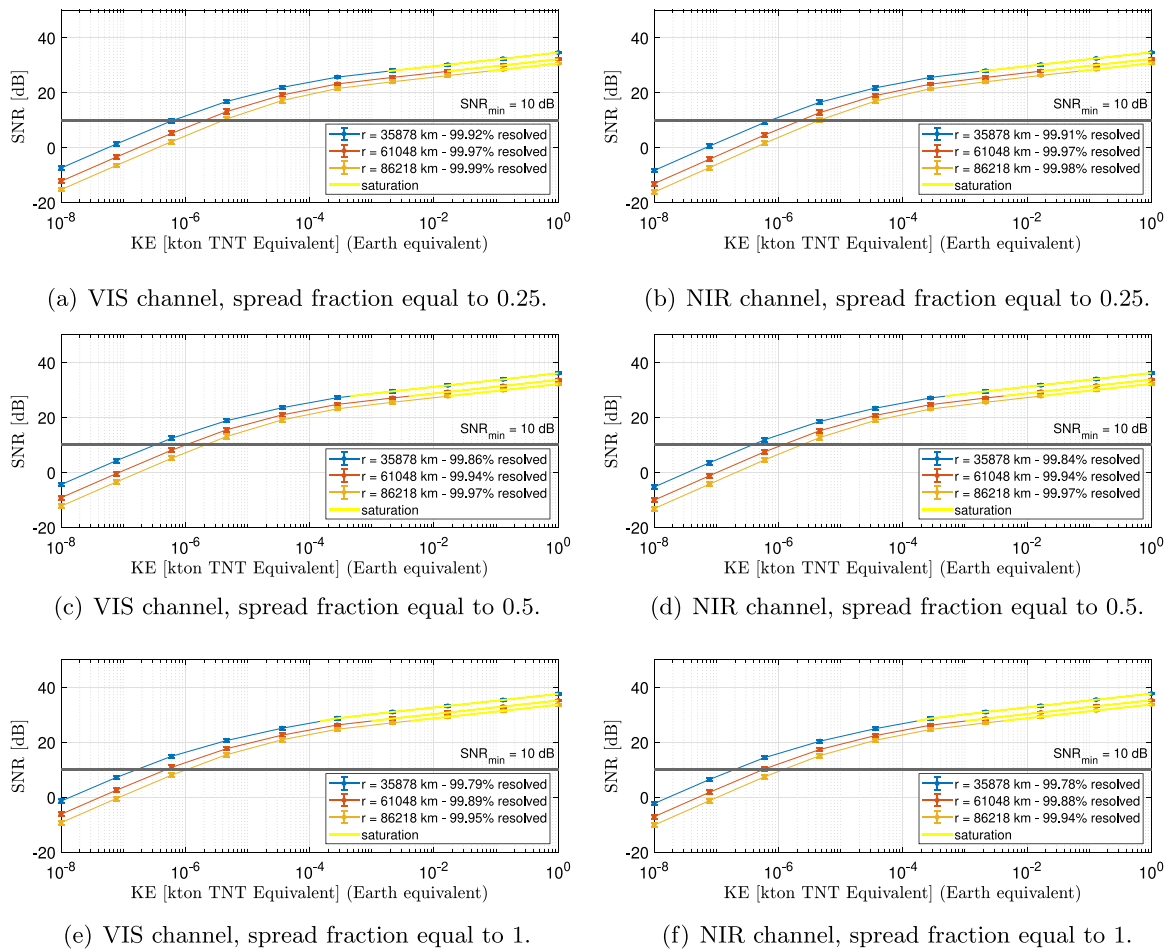 40
20
0
-20
SNR [dB]
SNRmin = 10 dB
r = 35878 km - 99.92% resolved
r = 61048 km - 99.97% resolved
r = 86218 km - 99.99% resolved
saturation
10^-8
10^-6
10^-4
10^-2
10^0
KE [kton TNT Equivalent] (Earth equivalent)
(a) VIS channel, spread fraction equal to 0.25.
40
20
0
-20
SNR [dB]
SNRmin = 10 dB
r = 35878 km - 99.91% resolved
r = 61048 km - 99.97% resolved
r = 86218 km - 99.98% resolved
saturation
10^-8
10^-6
10^-4
10^-2
10^0
KE [kton TNT Equivalent] (Earth equivalent)
(b) NIR channel, spread fraction equal to 0.25.
40
20
0
-20
SNR [dB]
SNRmin = 10 dB
r = 35878 km - 99.86% resolved
r = 61048 km - 99.94% resolved
r = 86218 km - 99.97% resolved
saturation
10^-8
10^-6
10^-4
10^-2
10^0
KE [kton TNT Equivalent] (Earth equivalent)
(c) VIS channel, spread fraction equal to 0.5.
40
20
0
-20
SNR [dB]
SNRmin = 10 dB
r = 35878 km - 99.84% resolved
r = 61048 km - 99.94% resolved
r = 86218 km - 99.97% resolved
saturation
10^-8
10^-6
10^-4
10^-2
10^0
KE [kton TNT Equivalent] (Earth equivalent)
(d) NIR channel, spread fraction equal to 0.5.
40
20
0
-20
SNR [dB]
SNRmin = 10 dB
r = 35878 km - 99.79% resolved
r = 61048 km - 99.89% resolved
r = 86218 km - 99.95% resolved
saturation
10^-8
10^-6
10^-4
10^-2
10^0
KE [kton TNT Equivalent] (Earth equivalent)
(e) VIS channel, spread fraction equal to 1.
40
20
0
-20
SNR [dB]
SNRmin = 10 dB
r = 35878 km - 99.78% resolved
r = 61048 km - 99.88% resolved
r = 86218 km - 99.94% resolved
saturation
10^-8
10^-6
10^-4
10^-2
10^0
KE [kton TNT Equivalent] (Earth equivalent)
(f) NIR channel, spread fraction equal to 1.